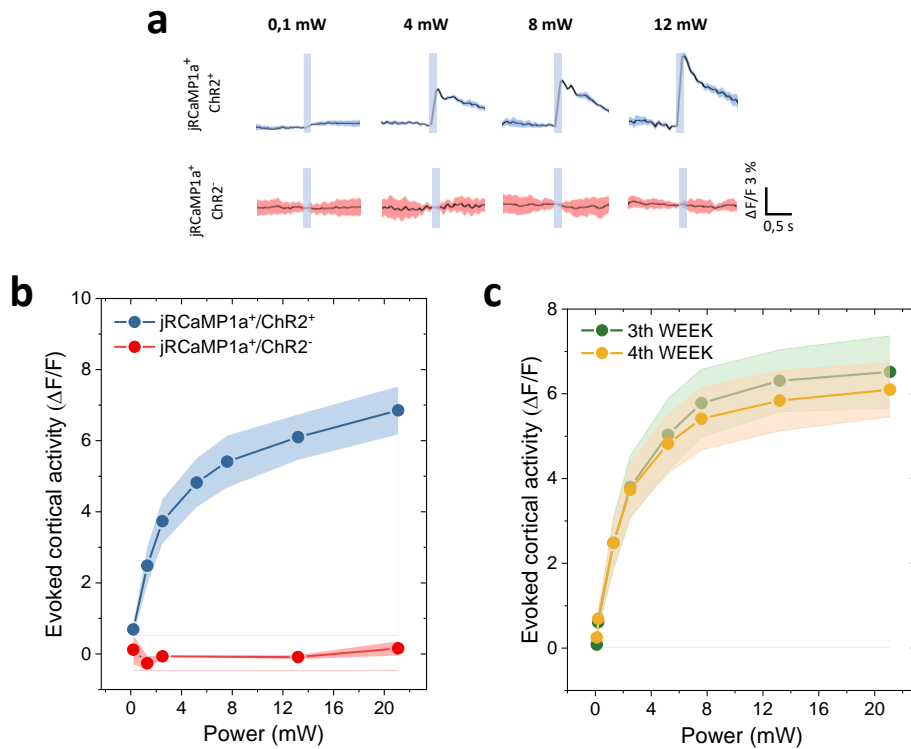 a
0,1 mW 4 mW 8 mW 12 mW
jRCaMP1a⁺
ChR2⁺
jRCaMP1a⁺
ChR2⁻
ΔF/F 3 %
0,5 s
b
Evoked cortical activity (ΔF/F)
10
8
6
4
2
0
jRCaMP1a⁺/ChR2⁺
jRCaMP1a⁺/ChR2⁻
0 4 8 12 16 20
Power (mW)
c
Evoked cortical activity (ΔF/F)
8
6
4
2
0
3th WEEK
4th WEEK
0 4 8 12 16 20
Power (mW)